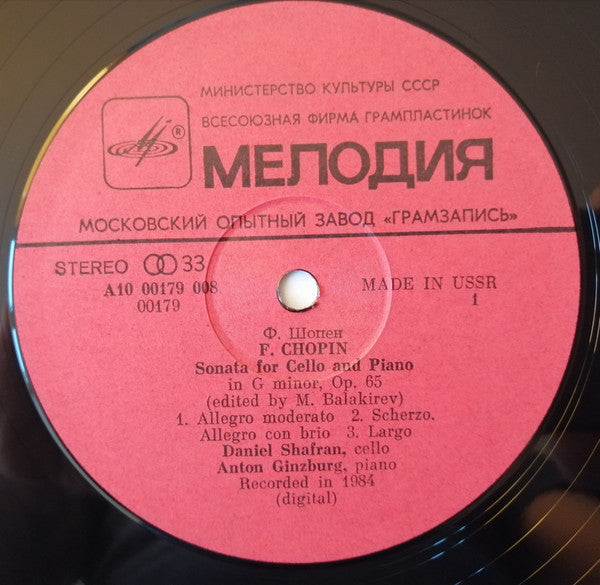 МИНИСТЕРСТВО КУЛЬТУРЫ СССР
ВСЕСОЮЗНАЯ ФИРМА ГРАМПЛАСТИНОК
®
МЕЛОДИЯ
МОСКОВСКИЙ ОПЫТНЫЙ ЗАВОД «ГРАМЗАПИСЬ»
STEREO 33
A10 00179 008
00179
MADE IN USSR
1
Ф. Шопен
F. CHOPIN
Sonata for Cello and Piano
in G minor, Op. 65
(edited by M. Balakirev)
1. Allegro moderato 2. Scherzo.
Allegro con brio 3. Largo
Daniel Shafran, cello
Anton Ginzburg, piano
Recorded in 1984
(digital)